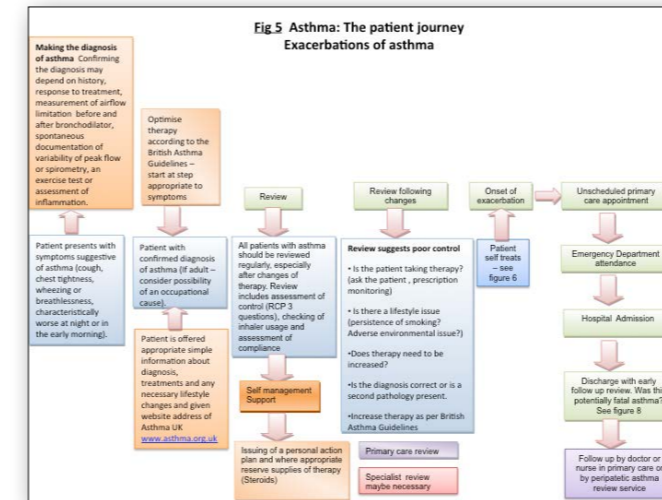 Fig 5 Asthma: The patient journey
Exacerbations of asthma
Making the diagnosis
of asthma Confirming
the diagnosis may
depend on history,
response to treatment,
measurement of airflow
limitation before and
after bronchodilator,
spontaneous
documentation of
variability of peak flow
or spirometry, an
exercise test or
assessment of
inflammation.
Patient presents with
symptoms suggestive
of asthma (cough,
chest tightness,
wheezing or
breathlessness,
characteristically
worse at night or in
the early morning).
Optimise
therapy
according to the
British Asthma
Guidelines –
start at step
appropriate to
symptoms
Patient with
confirmed diagnosis
of asthma (If adult –
consider possibility
of an occupational
cause).
Patient is offered
appropriate simple
information about
diagnosis,
treatments and any
necessary lifestyle
changes and given
website address of
Asthma UK
www.asthma.org.uk
Review
All patients with asthma
should be reviewed
regularly, especially
after changes of
therapy. Review
includes assessment of
control (RCP 3
questions), checking of
inhaler usage and
assessment of
compliance
Self management
Support
Issuing of a personal action
plan and where appropriate
reserve supplies of therapy
(Steroids)
Review following
changes
Review suggests poor control
• Is the patient taking therapy?
(ask the patient , prescription
monitoring)
• Is there a lifestyle issue
(persistence of smoking?
Adverse environmental issue?)
•Does therapy need to be
increased?
•Is the diagnosis correct or is a
second pathology present.
•Increase therapy as per British
Asthma Guidelines
Primary care review
Specialist review
maybe necessary
Onset of
exacerbation
Patient
self treats
– see
figure 6
Unscheduled primary
care appointment
Emergency Department
attendance
Hospital Admission
Discharge with early
follow up review. Was this
potentially fatal asthma?
See figure 8
Follow up by doctor or
nurse in primary care or
by peripatetic asthma
review service